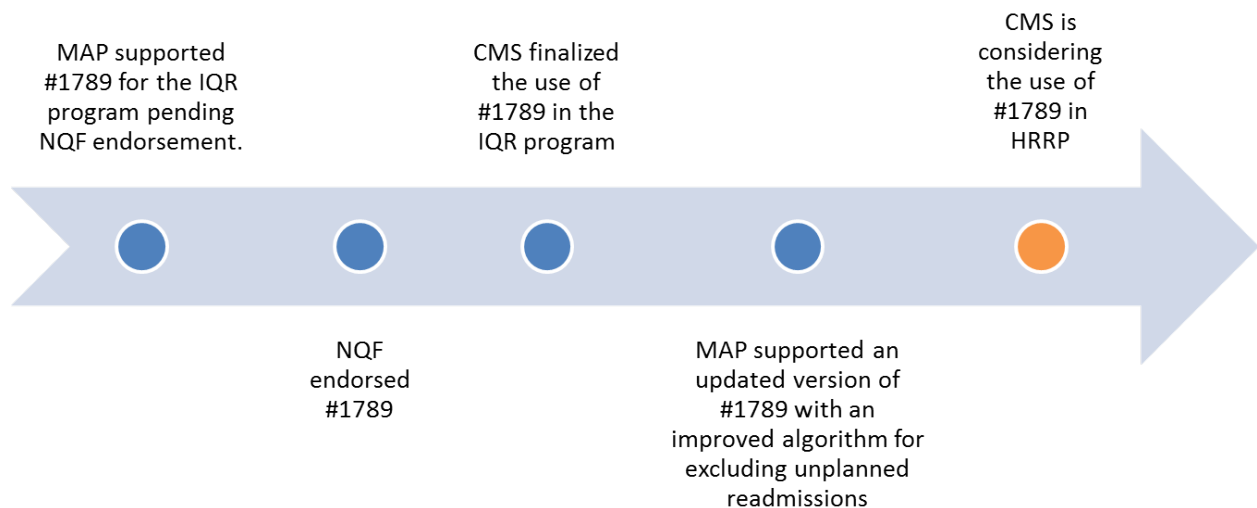 MAP supported
#1789 for the IQR
program pending
NQF endorsement.
NQF
endorsed
#1789
CMS finalized
the use of
#1789 in the
IQR program
MAP supported an
updated version of
#1789 with an
improved algorithm for
excluding unplanned
readmissions
CMS is
considering
the use of
#1789 in
HRRP